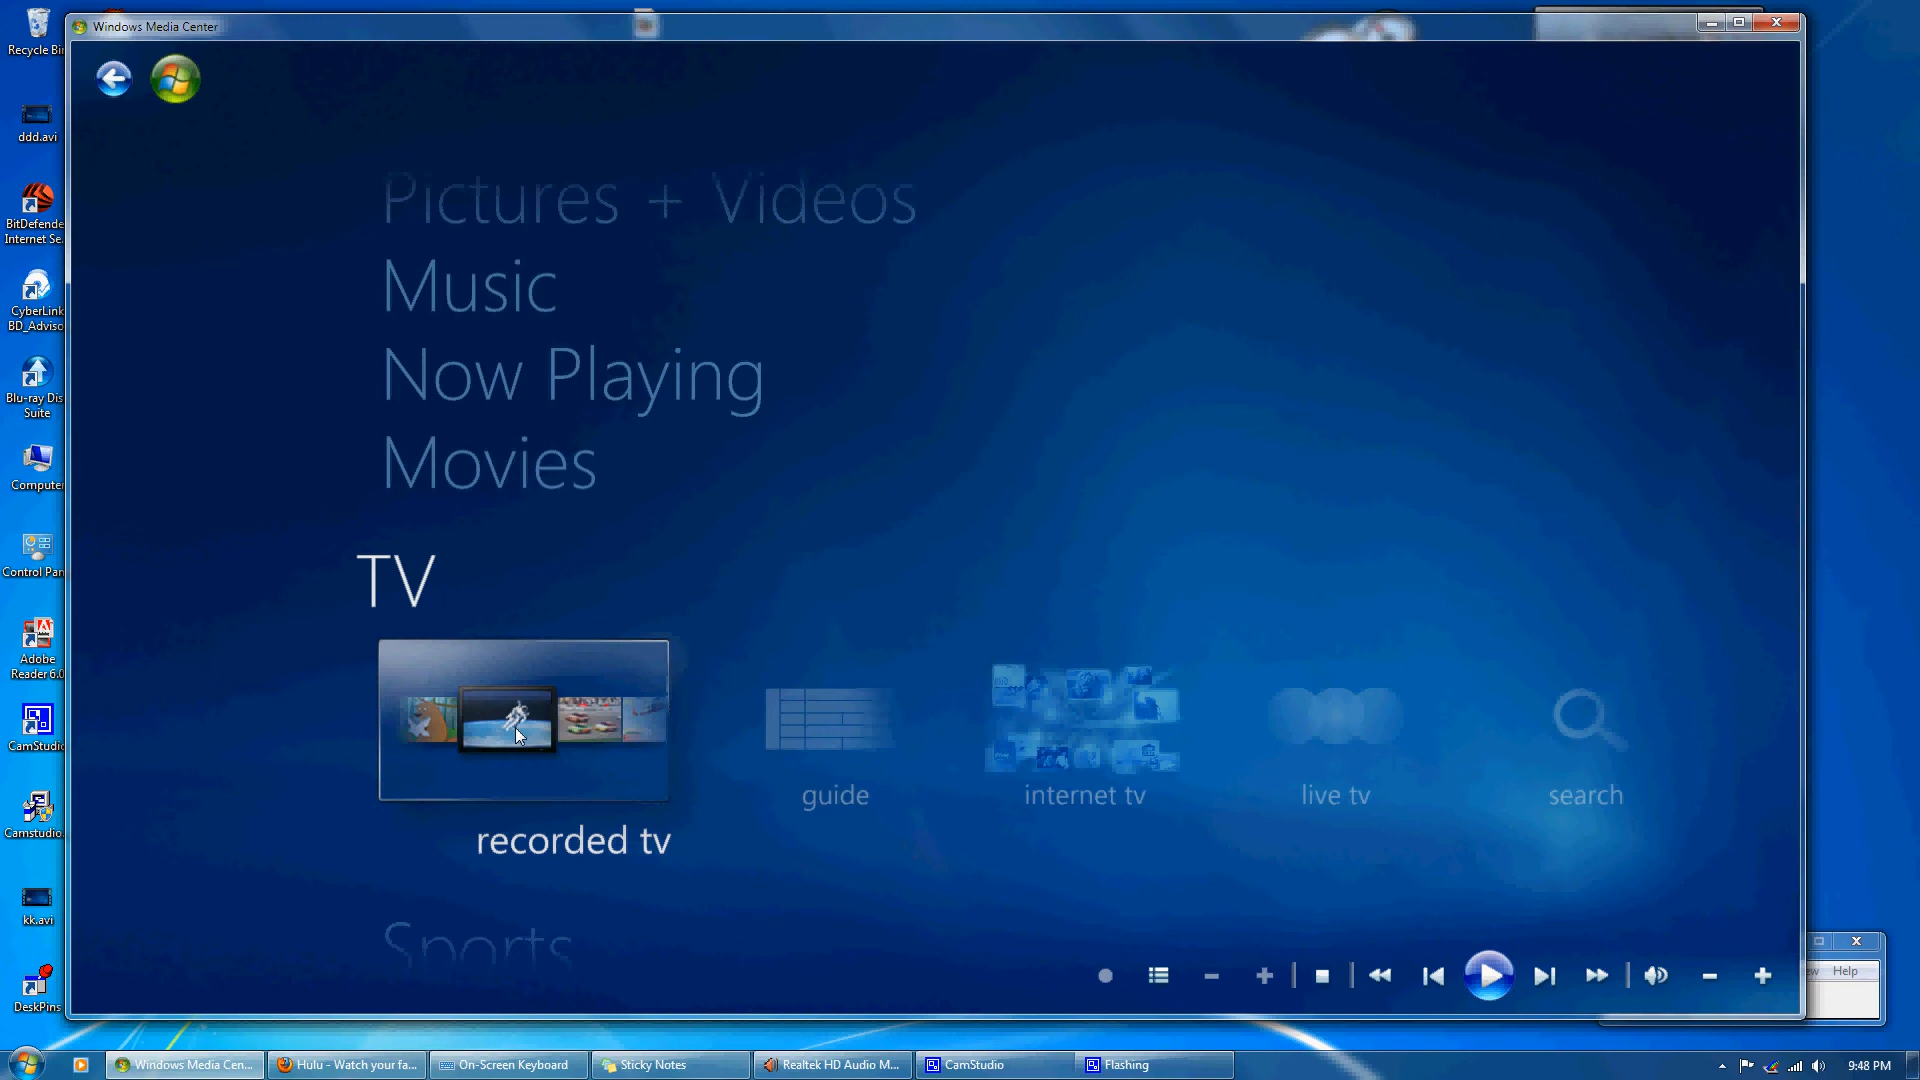 Windows Media Center
Recycle Bin
ddd.avi
BitDefende
Internet Se...
CyberLink
BD_Adviso
Blu-ray Dis
Suite
Computer
Control Pan
Adobe
Reader 6.0
CamStudio
Camstudio.
kk.avi
DeskPins
Pictures + Videos
Music
Now Playing
Movies
TV
recorded tv
guide
internet tv
live tv
search
Sports
ew Help
Windows Media Cen...
Hulu - Watch your fa...
On-Screen Keyboard
Sticky Notes
Realtek HD Audio M...
CamStudio
Flashing
9:48 PM